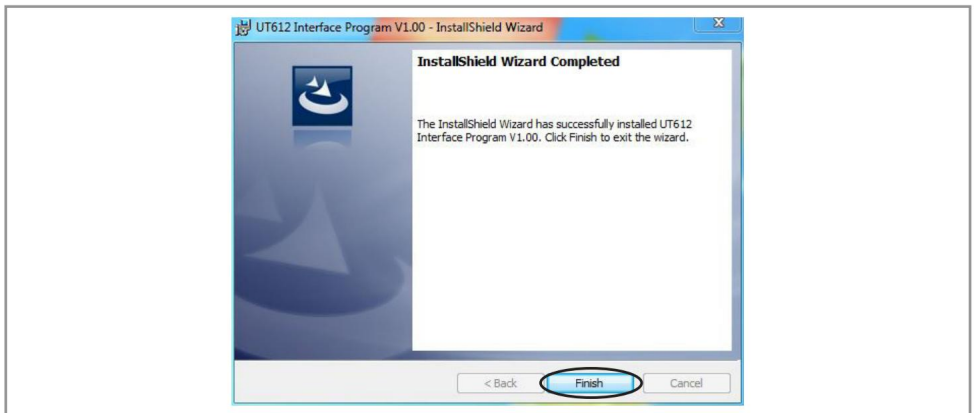 UT612 Interface Program V1.00 - InstallShield Wizard
InstallShield Wizard Completed
The InstallShield Wizard has successfully installed UT612
Interface Program V1.00. Click Finish to exit the wizard.
< Back
Finish
Cancel